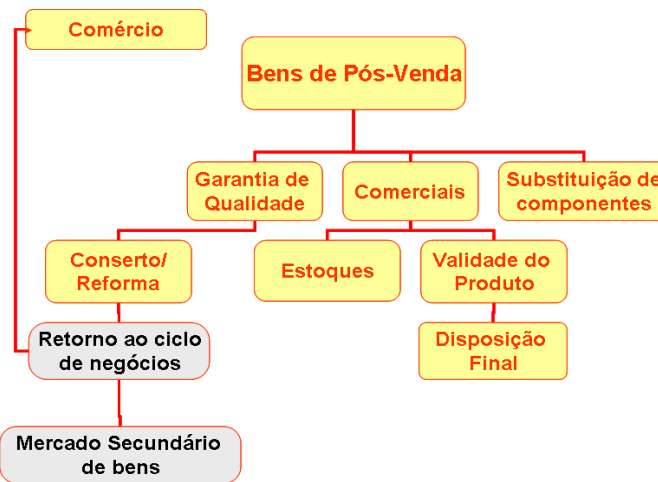 Comércio
Bens de Pós-Venda
Garantia de
Qualidade
Comerciais
Substituição de
componentes
Conserto/
Reforma
Estoques
Validade do
Produto
Retorno ao ciclo
de negócios
Disposição
Final
Mercado Secundário
de bens